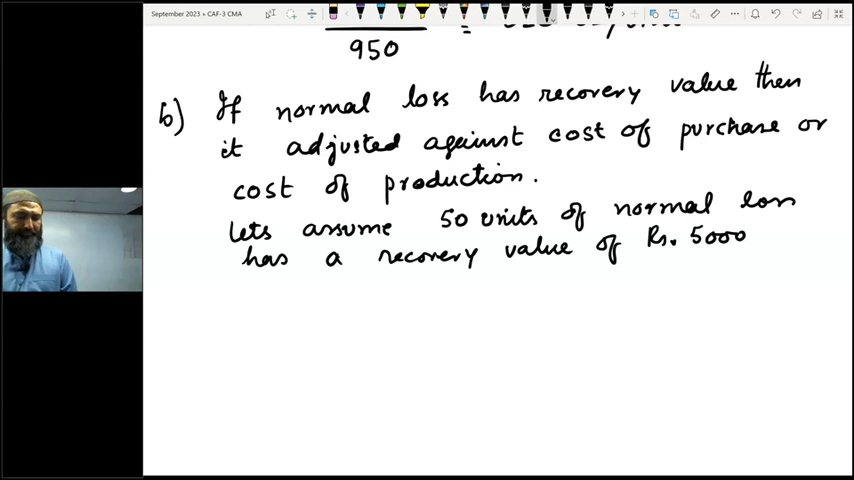 September 2023 » CAF-3 CMA
950
b) If normal loss has recovery value then
it adjusted against cost of purchase or
cost of production.
Lets assume 50 units of normal loss
has a recovery value of Rs. 5000